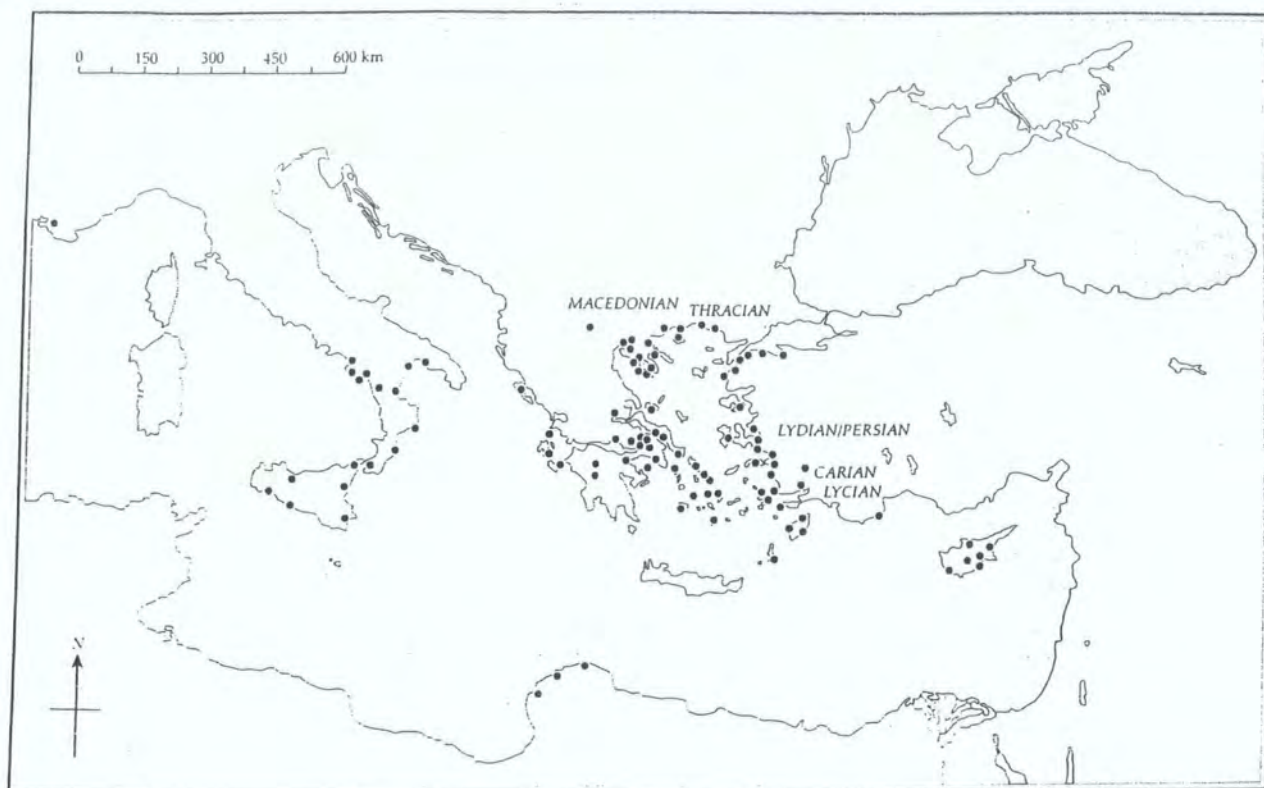 0 150 300 450 600 km
MACEDONIAN
THRACIAN
LYDIAN/PERSIAN
CARIAN
LYCIAN
N